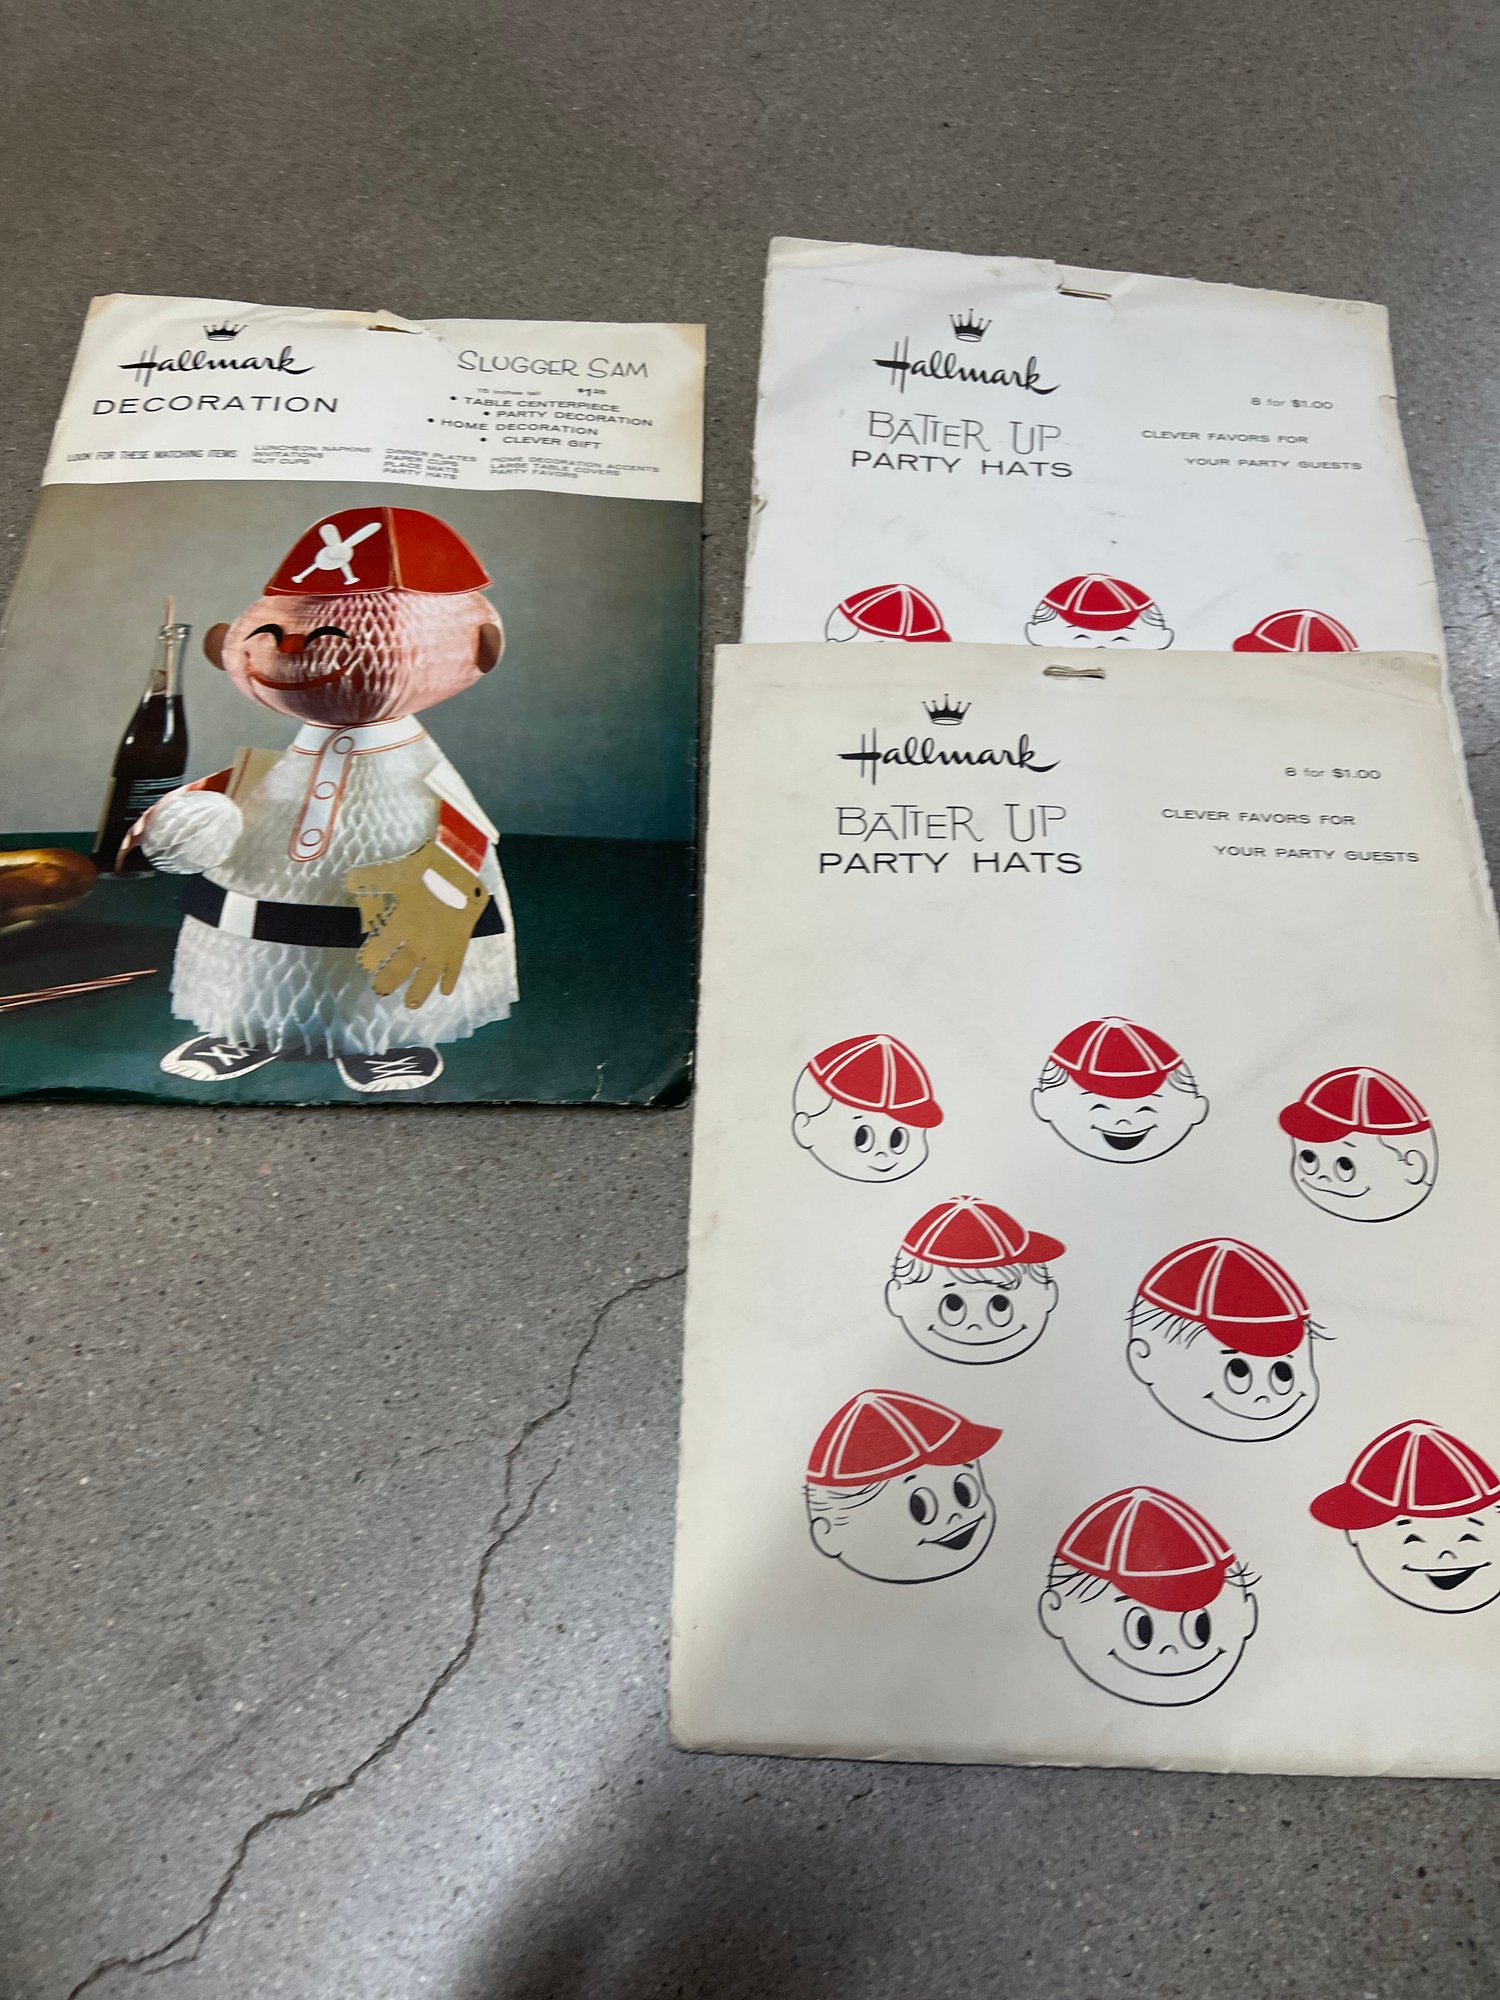 Hallmark
DECORATION
SLUGGER SAM
$1.25
• TABLE CENTERPIECE
• PARTY DECORATION
• HOME DECORATION
• CLEVER GIFT
LOOK FOR THESE MATCHING ITEMS
LUNCHEON NAPKINS
INVITATIONS
NUT CUPS
DINNER PLATES
PAPER CUPS
PLACE MATS
PARTY HATS
HOME DECORATION ACCENTS
LARGE TABLE COVERS
PARTY FAVORS
Hallmark
BATTER UP
PARTY HATS
8 for $1.00
CLEVER FAVORS FOR
YOUR PARTY GUESTS
Hallmark
BATTER UP
PARTY HATS
8 for $1.00
CLEVER FAVORS FOR
YOUR PARTY GUESTS